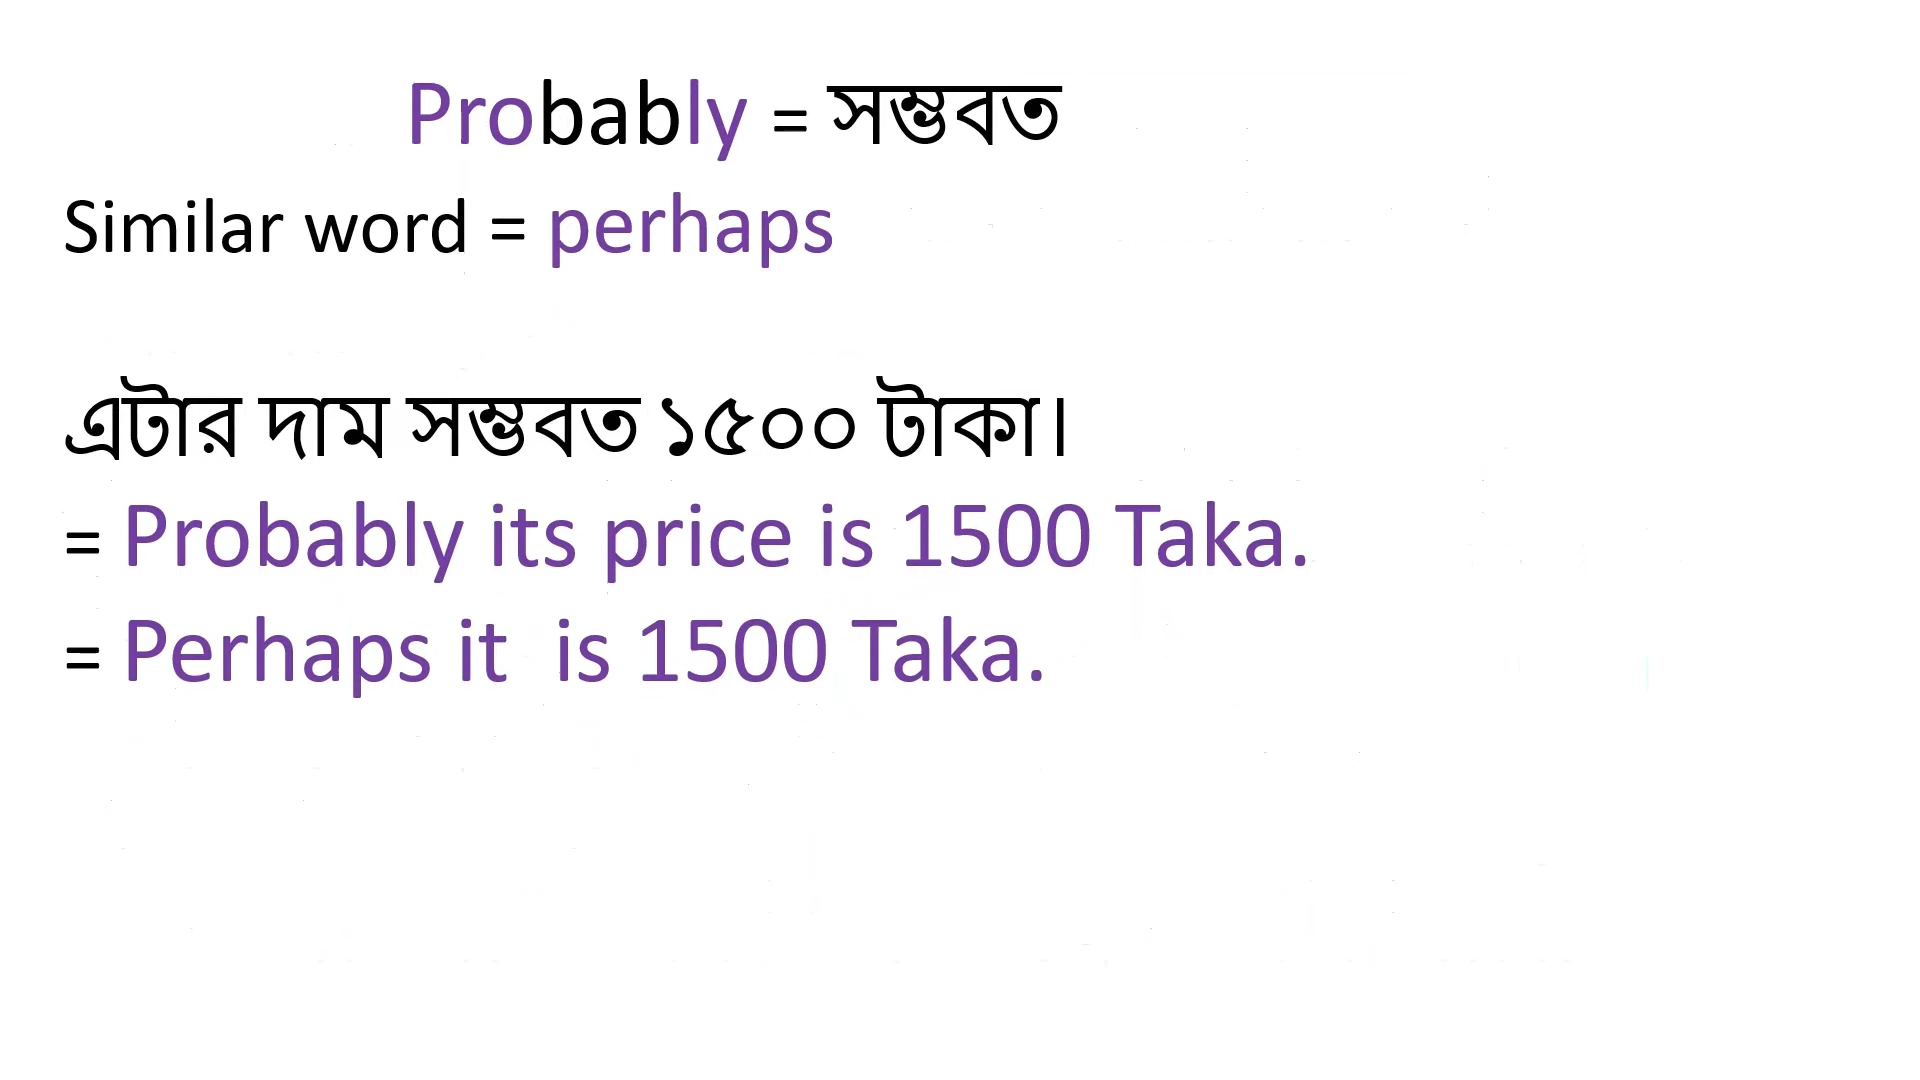 Probably = সম্ভবত
Similar word = perhaps
এটার দাম সম্ভবত ১৫০০ টাকা।
= Probably its price is 1500 Taka.
= Perhaps it  is 1500 Taka.